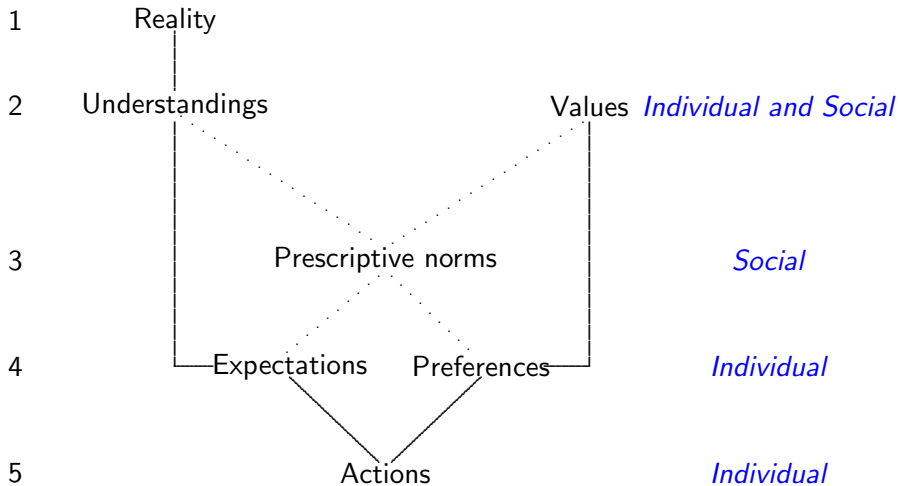 1 Reality
2 Understandings Values Individual and Social
3 Prescriptive norms Social
4 Expectations Preferences Individual
5 Actions Individual